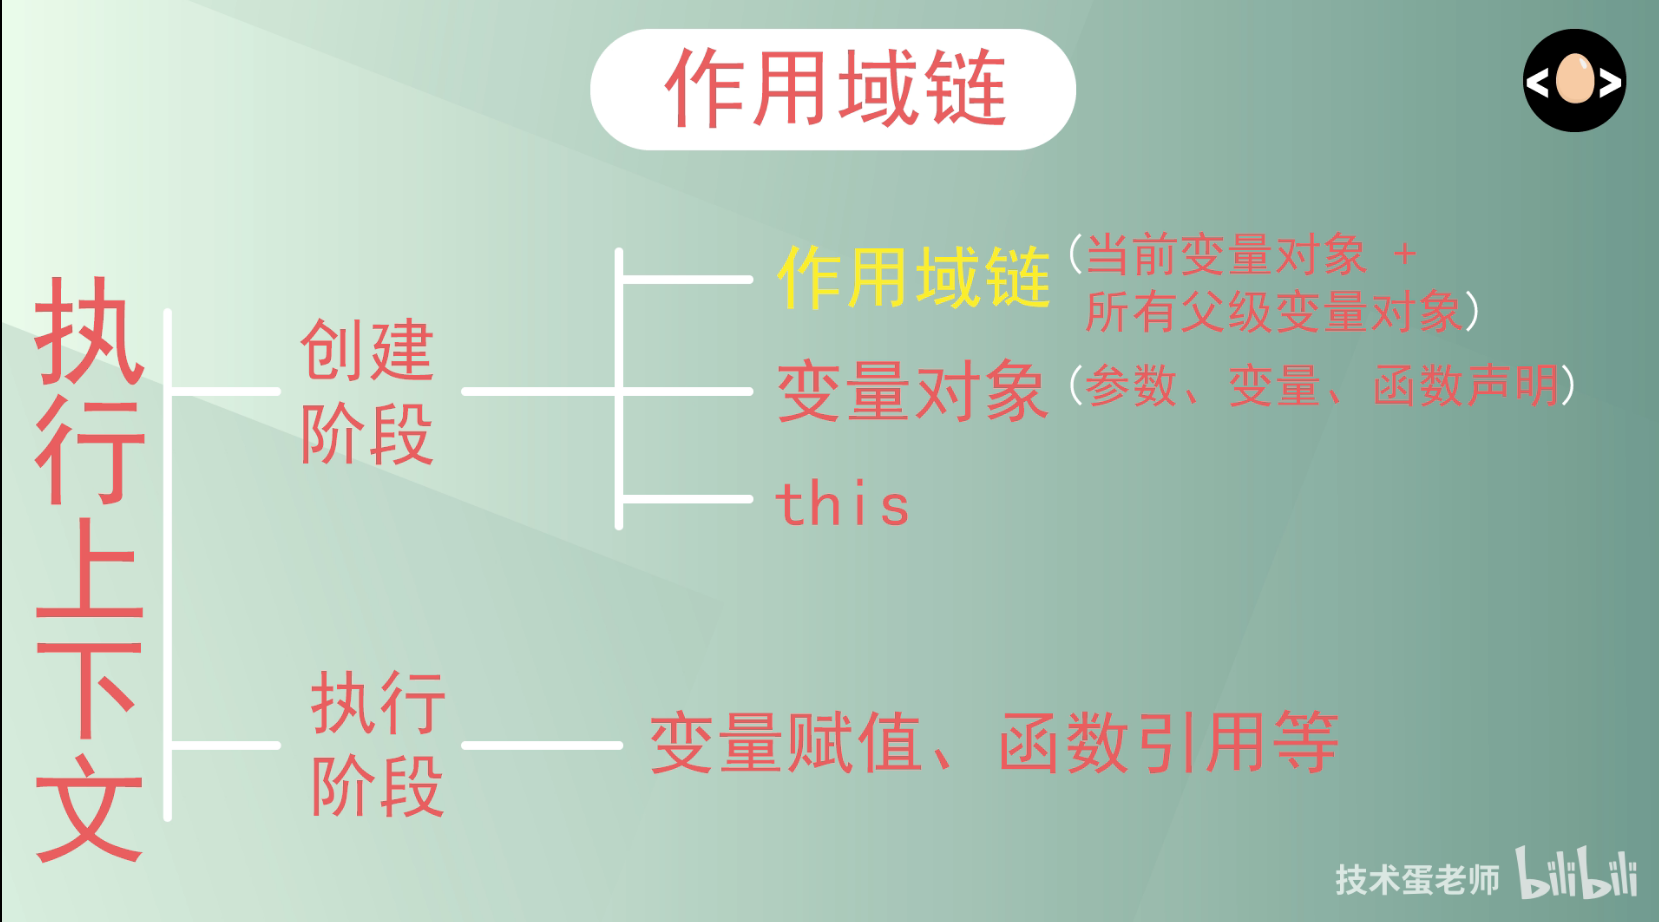 作用域链
< >
执行上下文
创建
阶段
作用域链
(当前变量对象 +
所有父级变量对象)
变量对象
(参数、变量、函数声明)
this
执行
阶段
变量赋值、函数引用等
技术蛋老师 bilibili